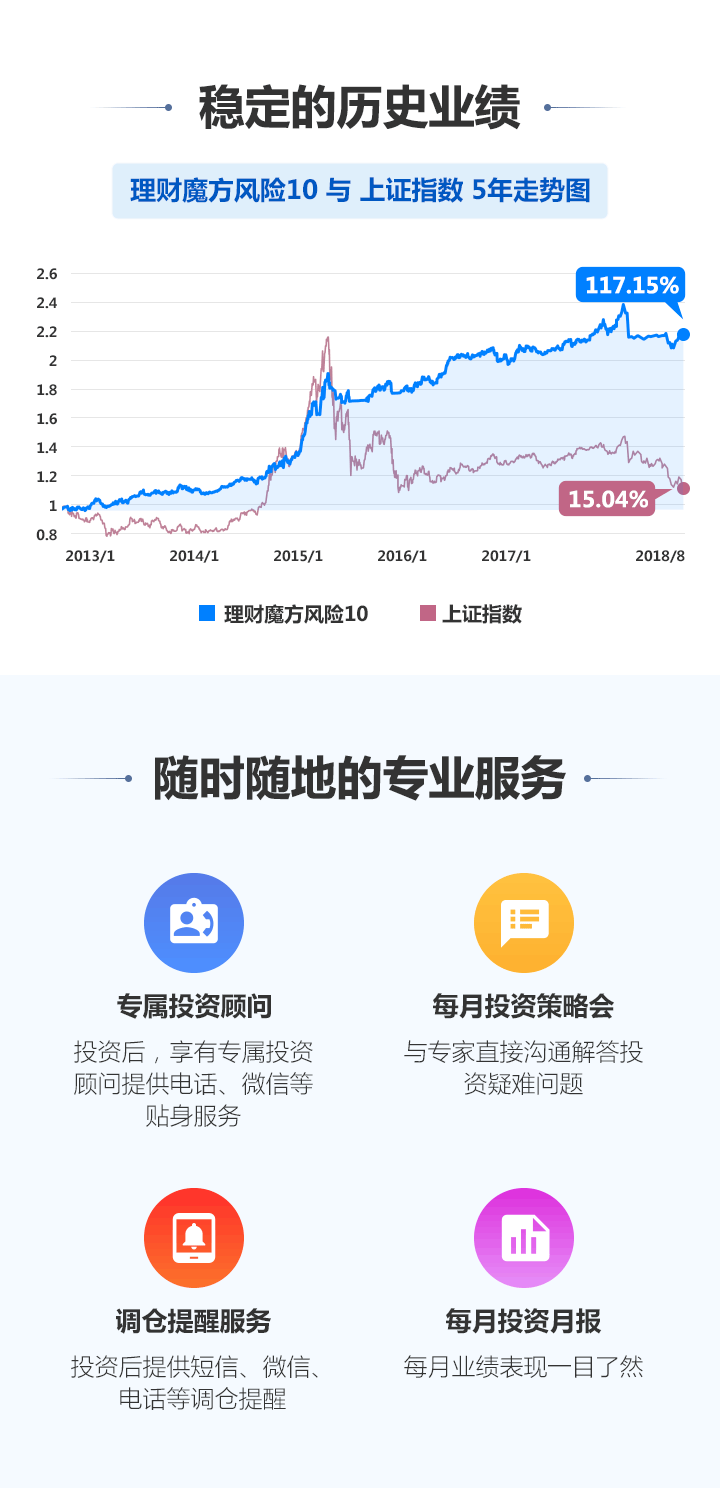 稳定的历史业绩
理财魔方风险10 与 上证指数 5年走势图
2.6
2.4
2.2
2
1.8
1.6
1.4
1.2
1
0.8
117.15%
15.04%
2013/1 2014/1 2015/1 2016/1 2017/1 2018/8
理财魔方风险10 上证指数
随时随地的专业服务
专属投资顾问
投资后，享有专属投资
顾问提供电话、微信等
贴身服务
每月投资策略会
与专家直接沟通解答投
资疑难问题
调仓提醒服务
投资后提供短信、微信、
电话等调仓提醒
每月投资月报
每月业绩表现一目了然